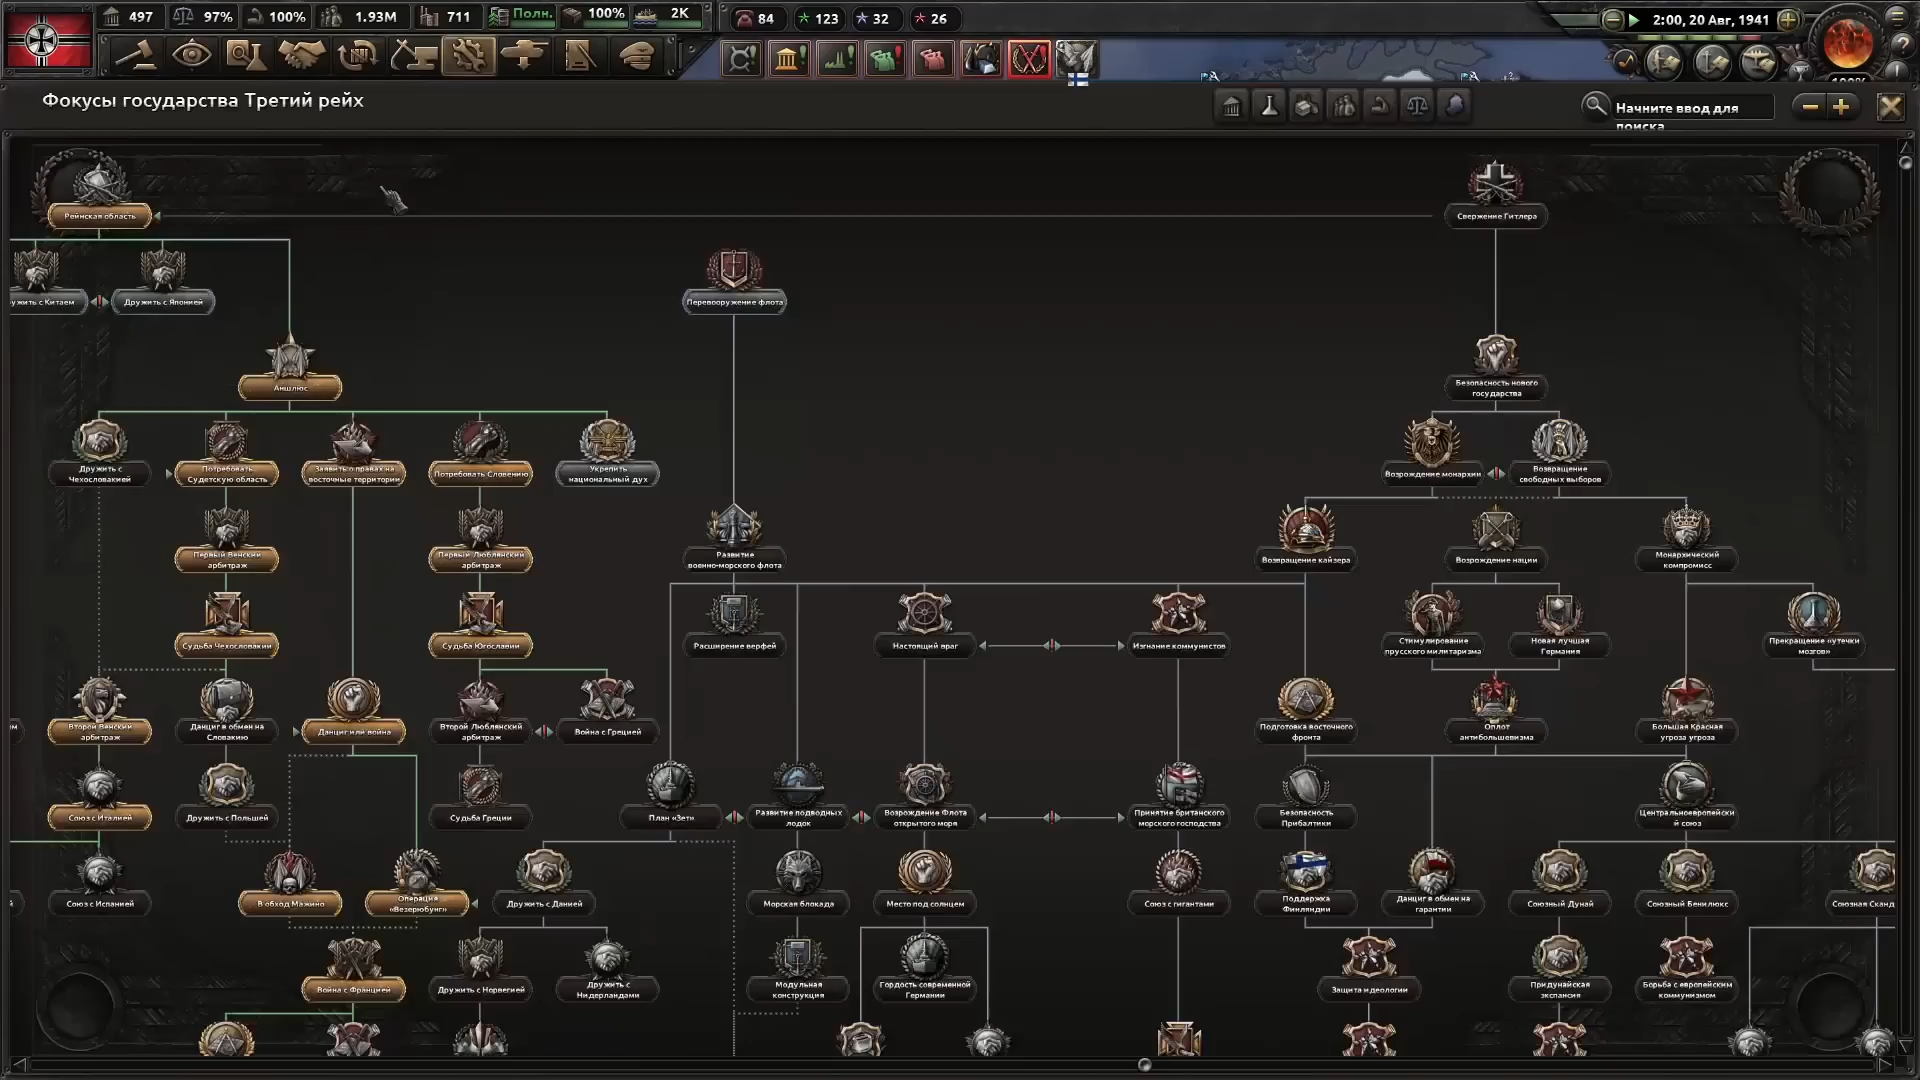 497
97%
100%
1.93M
711
Полн.
100%
2K
84
123
32
26
2:00, 20 Авг, 1941
Фокусы государства Третий рейх
Начните ввод для
поиска
Рейнская область
Свержение Гитлера
Дружить с Японией
Перевооружение флота
Аншлюс
Безопасность нового
государства
Дружить с
Чехословакией
Потребовать
Судетскую область
Заявить о правах на
восточные территории
Потребовать Словению
Укрепить
национальный дух
Возрождение монархии
Возвращение
свободных выборов
Первый Венский
арбитраж
Первый Люблянский
арбитраж
Развитие
военно-морского флота
Возвращение кайзера
Возрождение нации
Монархический
компромисс
Судьба Чехословакии
Судьба Югославии
Расширение верфей
Настоящий враг
Изгнание коммунистов
Стимулирование
прусского милитаризма
Новая лучшая
Германия
Прекращение «утечки
мозгов»
Второй Венский
арбитраж
Данциг в обмен на
Словакию
Данциг или война
Второй Люблянский
арбитраж
Война с Грецией
Подготовка восточного
фронта
Оплот
антибольшевизма
Большая Красная
угроза угроза
Союз с Италией
Дружить с Польшей
Судьба Греции
План «Зет»
Развитие подводных
лодок
Возрождение Флота
открытого моря
Принятие британского
морского господства
Безопасность
Прибалтики
Центральноевропейски
й союз
Союз с Испанией
В обход Мажино
Операция
«Везерюбунг»
Дружить с Данией
Морская блокада
Место под солнцем
Союз с гигантами
Поддержка
Финляндии
Данциг в обмен на
гарантии
Союзный Дунай
Союзный Бенилюкс
Союзная Сканд
Война с Францией
Дружить с Норвегией
Дружить с
Нидерландами
Модульная
конструкция
Гордость современной
Германии
Защита идеологии
Придунайская
экспансия
Борьба с европейским
коммунизмом